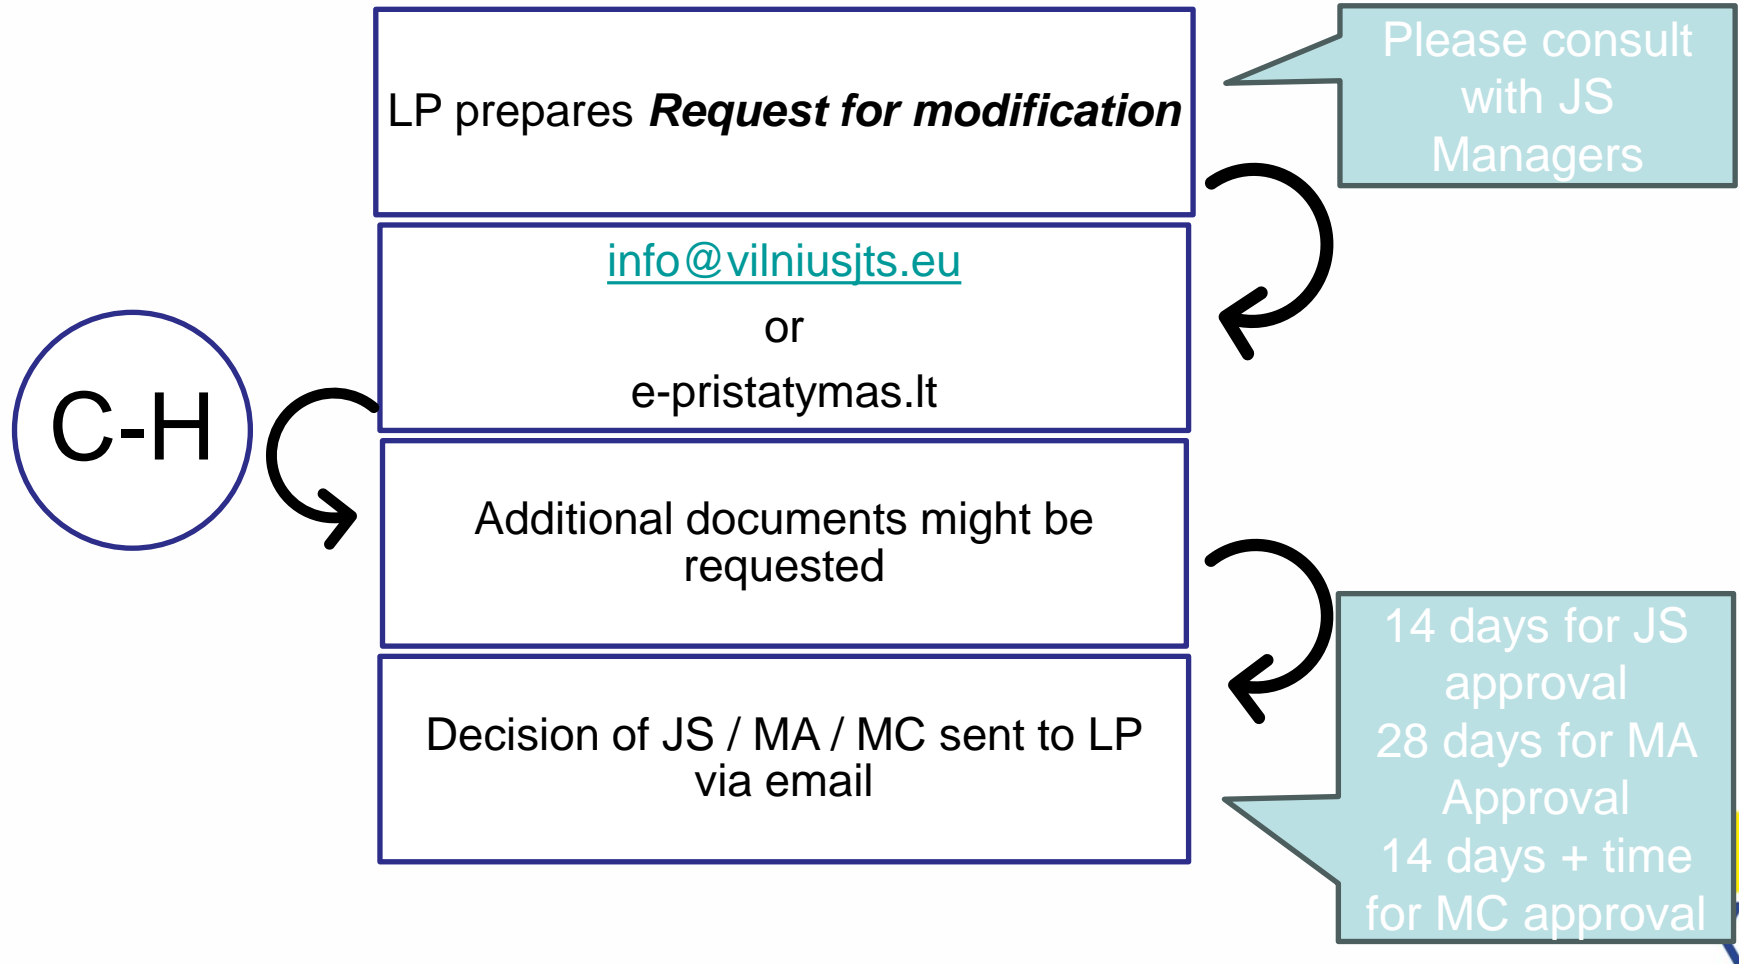 LP prepares Request for modification
Please consult
with JS
Managers
info@vilniusjts.eu
or
e-pristatymas.lt
C-H
Additional documents might be
requested
Decision of JS / MA / MC sent to LP
via email
14 days for JS
approval
28 days for MA
Approval
14 days + time
for MC approval